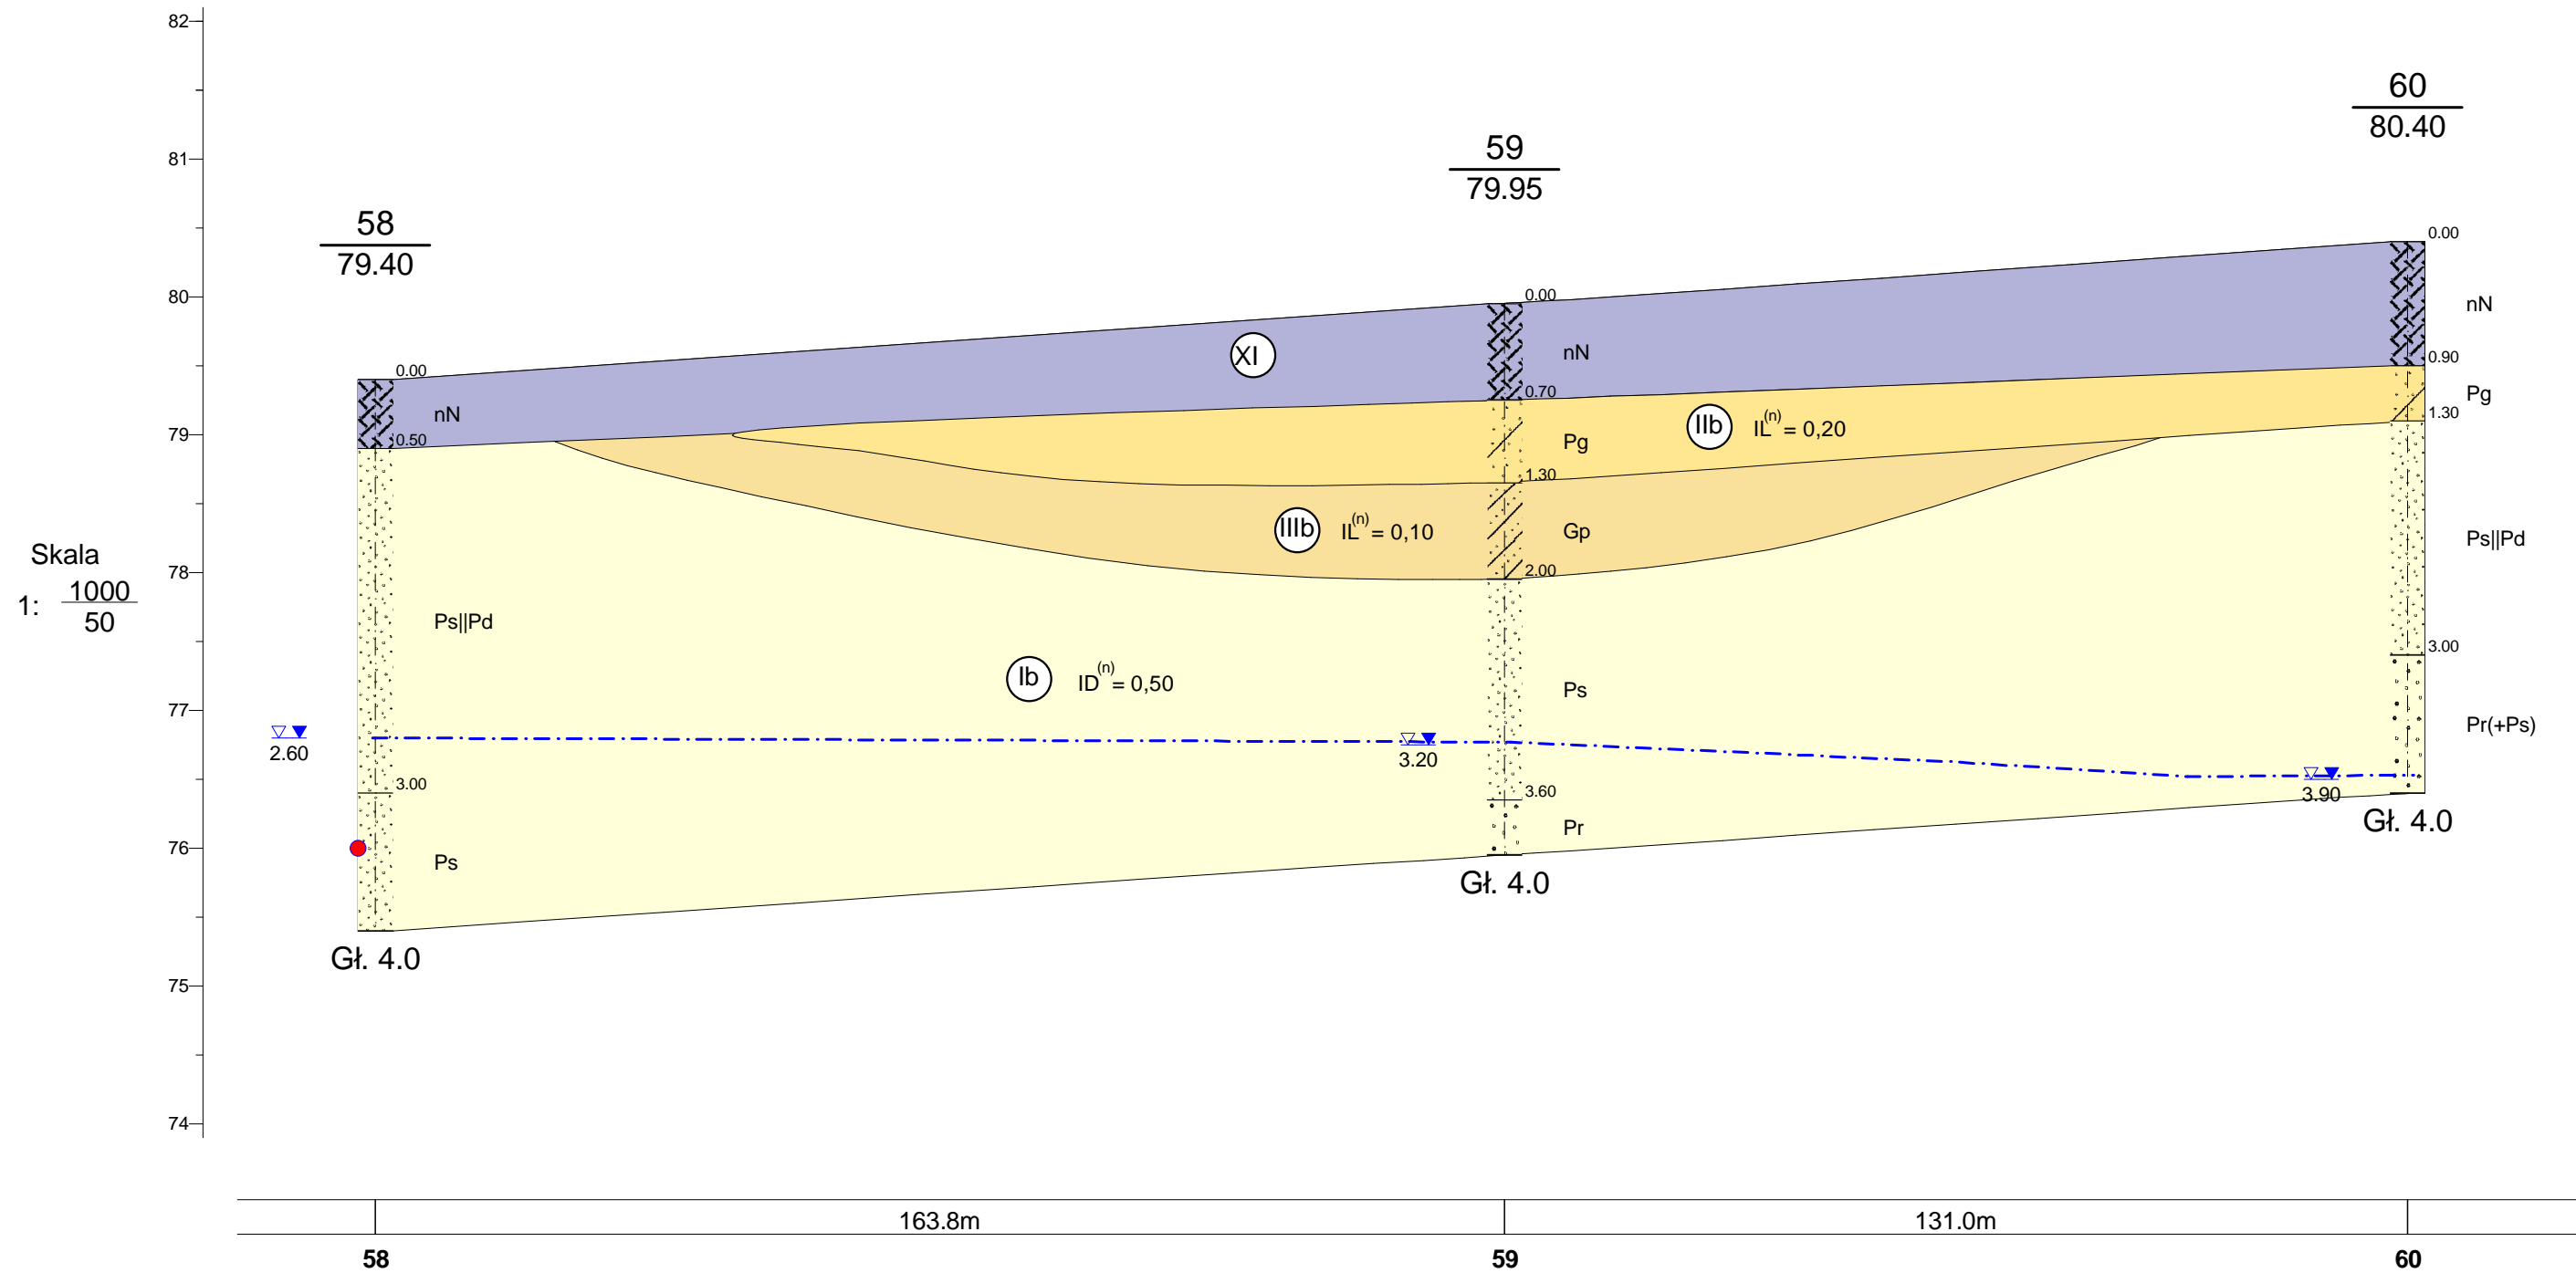 82
81
80
79
78
77
76
75
74
Skala
1: 1000
50
58
79.40
59
79.95
60
80.40
0.00
nN
0.50
Ps||Pd
2.60
3.00
Ps
Gł. 4.0
XI
IIb IL(n) = 0,20
IIIb IL(n) = 0,10
Ib ID(n) = 0,50
0.00
nN
0.70
Pg
1.30
Gp
2.00
Ps
3.20
3.60
Pr
Gł. 4.0
0.00
nN
0.90
Pg
1.30
Ps||Pd
3.00
Pr(+Ps)
3.90
Gł. 4.0
163.8m 131.0m
58 59 60